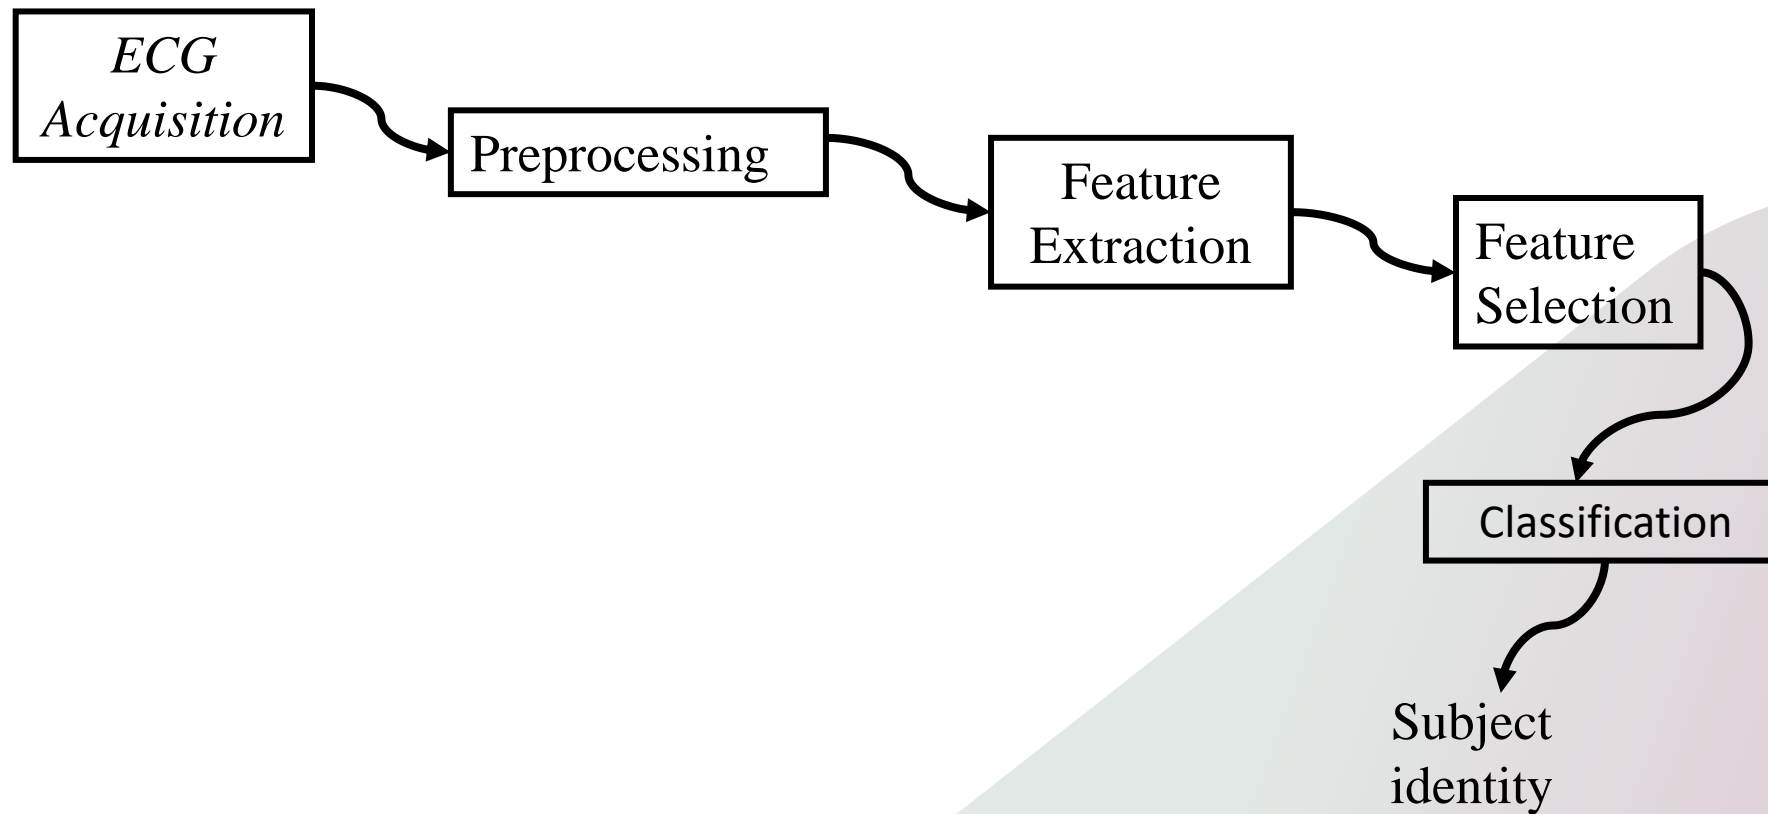 ECG
Acquisition
Preprocessing
Feature
Extraction
Feature
Selection
Classification
Subject
identity